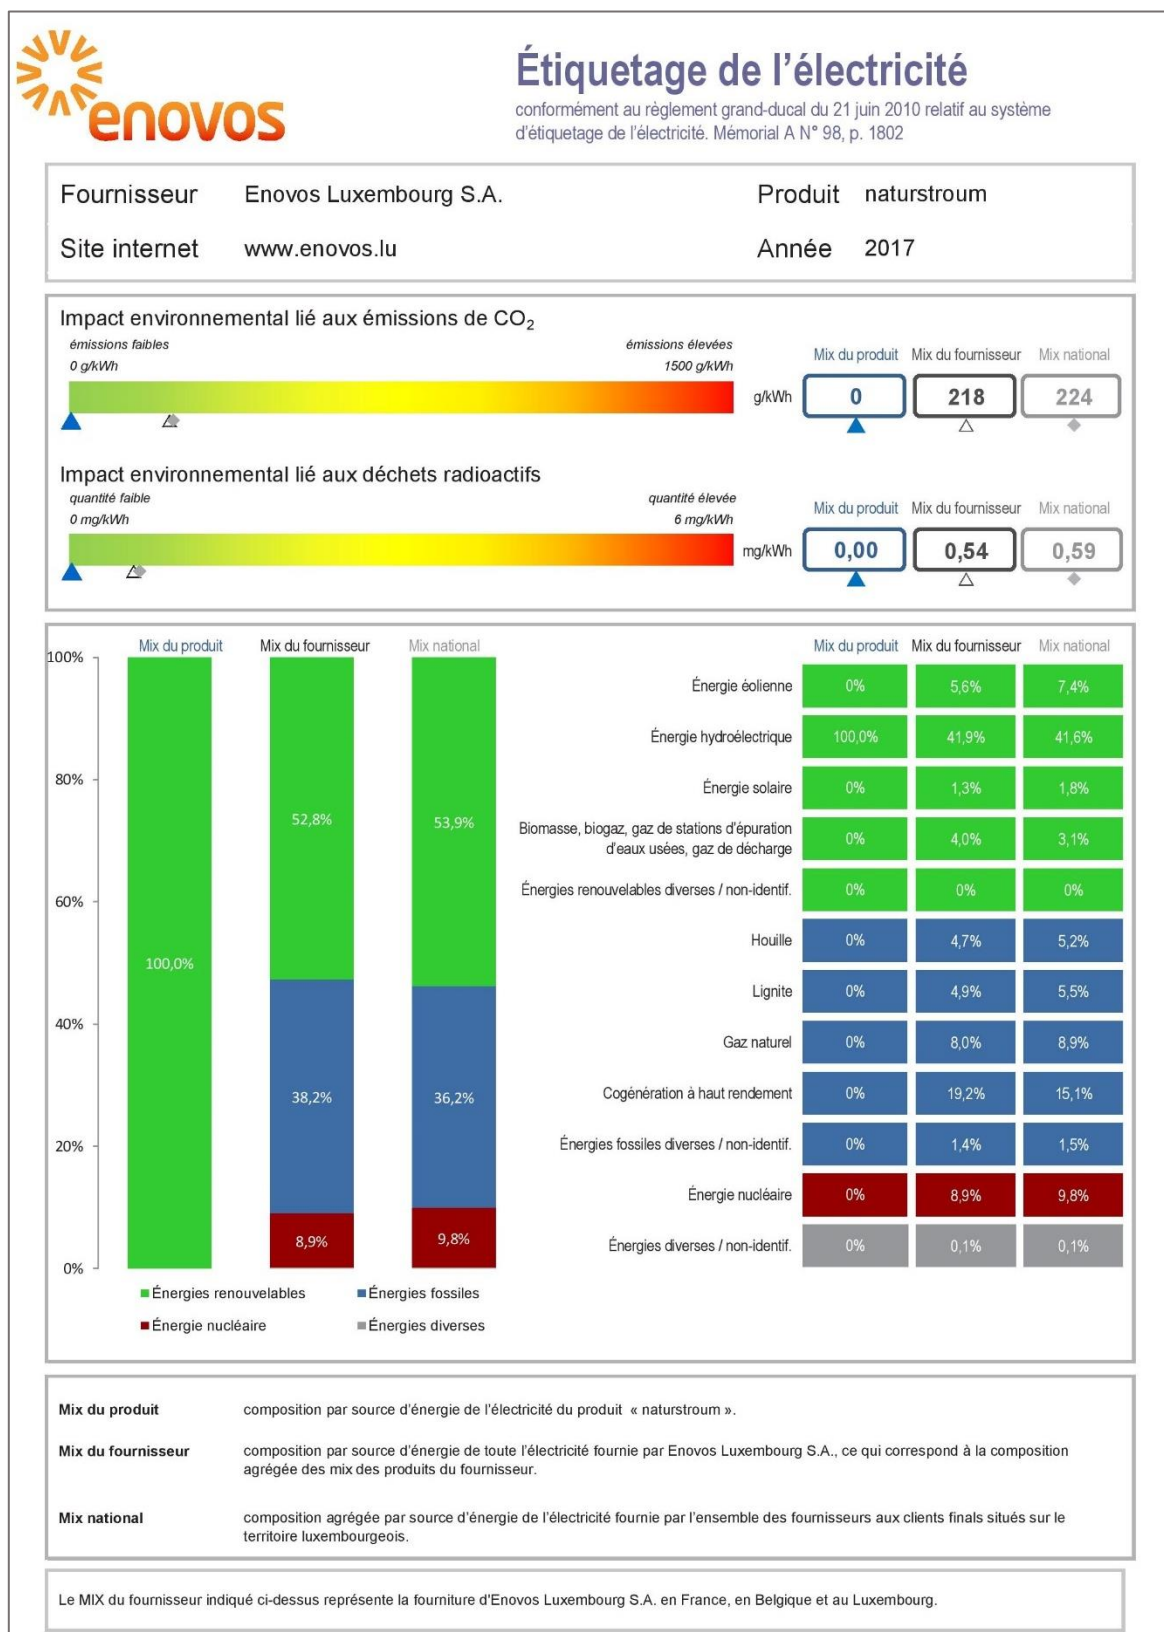 enovos
Étiquetage de l'électricité
conformément au règlement grand-ducal du 21 juin 2010 relatif au système
d'étiquetage de l'électricité. Mémorial A N° 98, p. 1802
Fournisseur Enovos Luxembourg S.A. Produit naturstroum
Site internet www.enovos.lu Année 2017
Impact environnemental lié aux émissions de CO₂
émissions faibles émissions élevées
0 g/kWh 1500 g/kWh
Mix du produit Mix du fournisseur Mix national
g/kWh 0 218 224
Impact environnemental lié aux déchets radioactifs
quantité faible quantité élevée
0 mg/kWh 6 mg/kWh
Mix du produit Mix du fournisseur Mix national
mg/kWh 0,00 0,54 0,59
Mix du produit Mix du fournisseur Mix national
100%
80%
60%
40%
20%
0%
100,0%
52,8%
38,2%
8,9%
53,9%
36,2%
9,8%
Énergies renouvelables Énergies fossiles
Énergie nucléaire Énergies diverses
Mix du produit Mix du fournisseur Mix national
Énergie éolienne 0% 5,6% 7,4%
Énergie hydroélectrique 100,0% 41,9% 41,6%
Énergie solaire 0% 1,3% 1,8%
Biomasse, biogaz, gaz de stations d'épuration
d'eaux usées, gaz de décharge 0% 4,0% 3,1%
Énergies renouvelables diverses / non-identif. 0% 0% 0%
Houille 0% 4,7% 5,2%
Lignite 0% 4,9% 5,5%
Gaz naturel 0% 8,0% 8,9%
Cogénération à haut rendement 0% 19,2% 15,1%
Énergies fossiles diverses / non-identif. 0% 1,4% 1,5%
Énergie nucléaire 0% 8,9% 9,8%
Énergies diverses / non-identif. 0% 0,1% 0,1%
Mix du produit composition par source d'énergie de l'électricité du produit « naturstroum ».
Mix du fournisseur composition par source d'énergie de toute l'électricité fournie par Enovos Luxembourg S.A., ce qui correspond à la composition
agrégée des mix des produits du fournisseur.
Mix national composition agrégée par source d'énergie de l'électricité fournie par l'ensemble des fournisseurs aux clients finals situés sur le
territoire luxembourgeois.
Le MIX du fournisseur indiqué ci-dessus représente la fourniture d'Enovos Luxembourg S.A. en France, en Belgique et au Luxembourg.